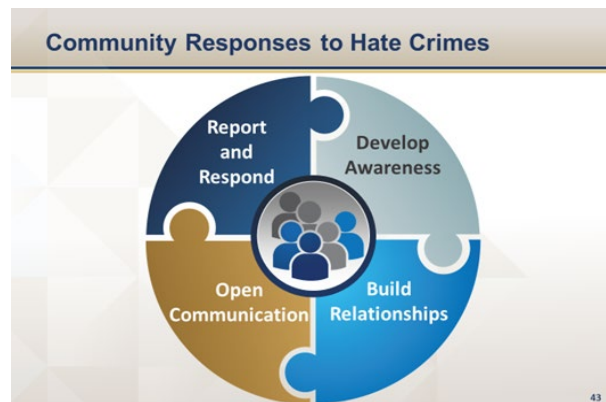 Community Responses to Hate Crimes
Report
and
Respond
Develop
Awareness
Open
Communication
Build
Relationships
43